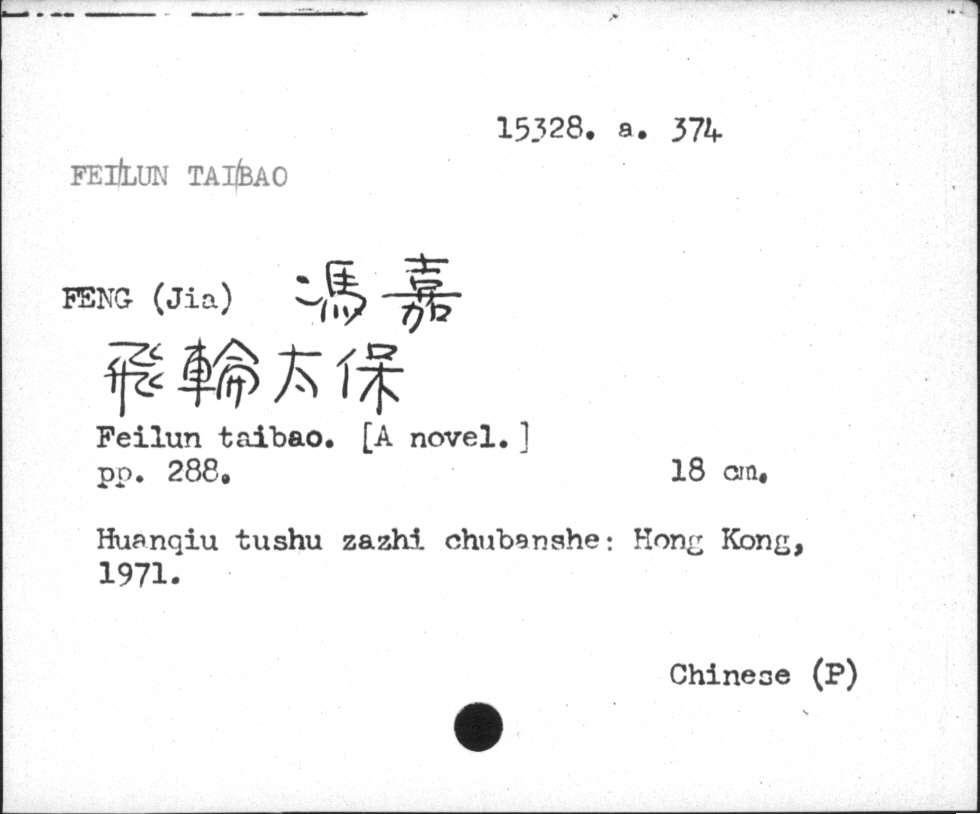 15328. a. 374
FEI/LUN TAI/BAO
FENG (Jia) 馮嘉
飛輪太保
Feilun taibao. [A novel.]
pp. 288. 18 cm.
Huanqiu tushu zazhi chubanshe: Hong Kong,
1971.
Chinese (P)